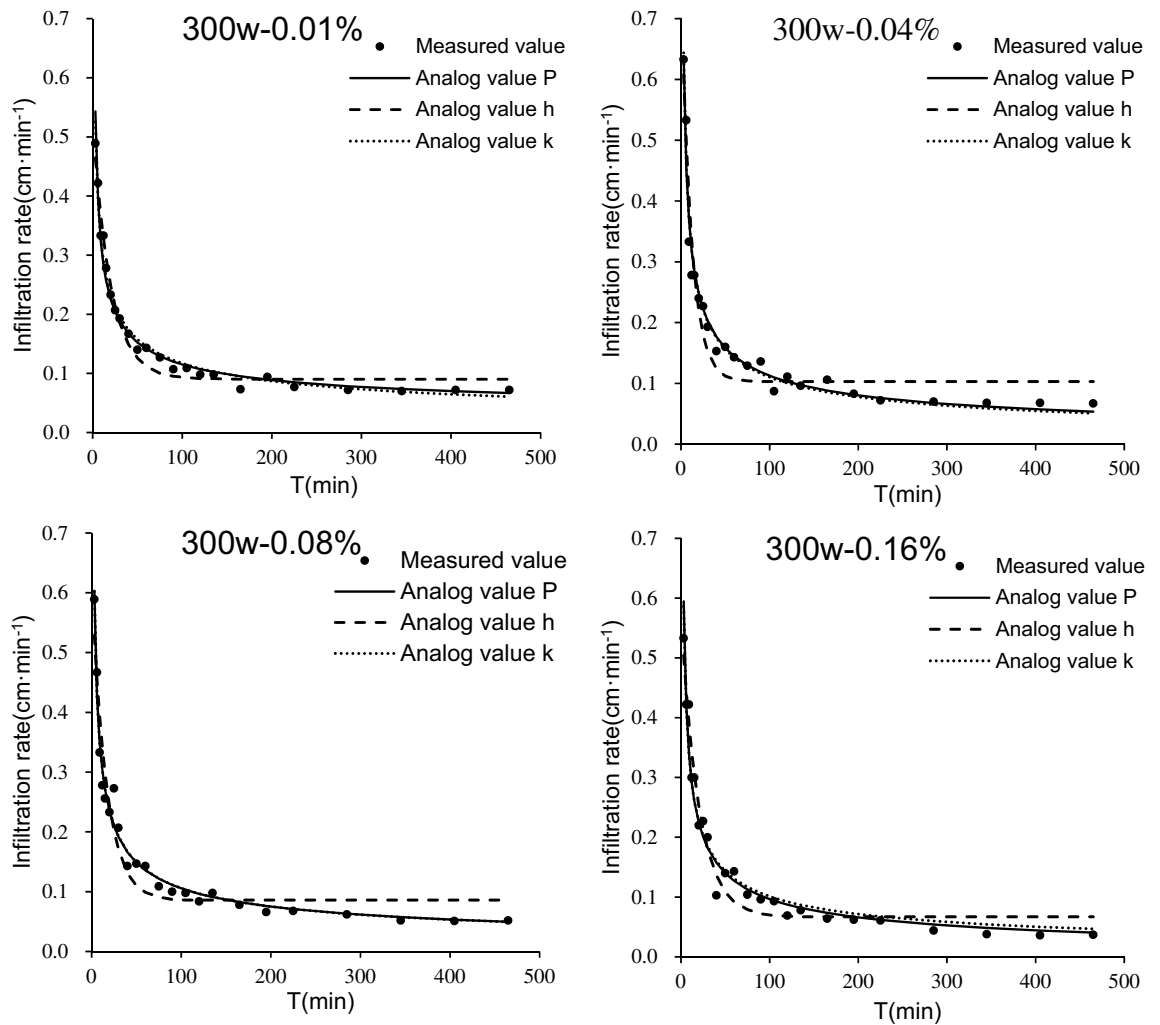 300w-0.01%
Measured value
Analog value P
Analog value h
Analog value k
Infiltration rate(cm·min-1)
0.7
0.6
0.5
0.4
0.3
0.2
0.1
0.0
0 100 200 300 400 500
T(min)
300w-0.04%
Measured value
Analog value P
Analog value h
Analog value k
Infiltration rate(cm·min-1)
0.7
0.6
0.5
0.4
0.3
0.2
0.1
0.0
0 100 200 300 400 500
T(min)
300w-0.08%
Measured value
Analog value P
Analog value h
Analog value k
Infiltration rate(cm·min-1)
0.7
0.6
0.5
0.4
0.3
0.2
0.1
0.0
0 100 200 300 400 500
T(min)
300w-0.16%
Measured value
Analog value P
Analog value h
Analog value k
Infiltration rate(cm·min-1)
0.7
0.6
0.5
0.4
0.3
0.2
0.1
0.0
0 100 200 300 400 500
T(min)